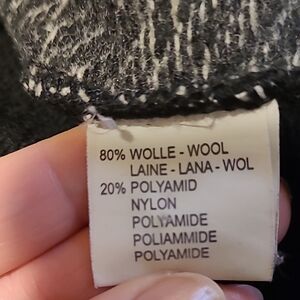 80% WOLLE - WOOL
LAINE - LANA - WOL
20% POLYAMID
NYLON
POLYAMIDE
POLIAMMIDE
POLYAMIDE